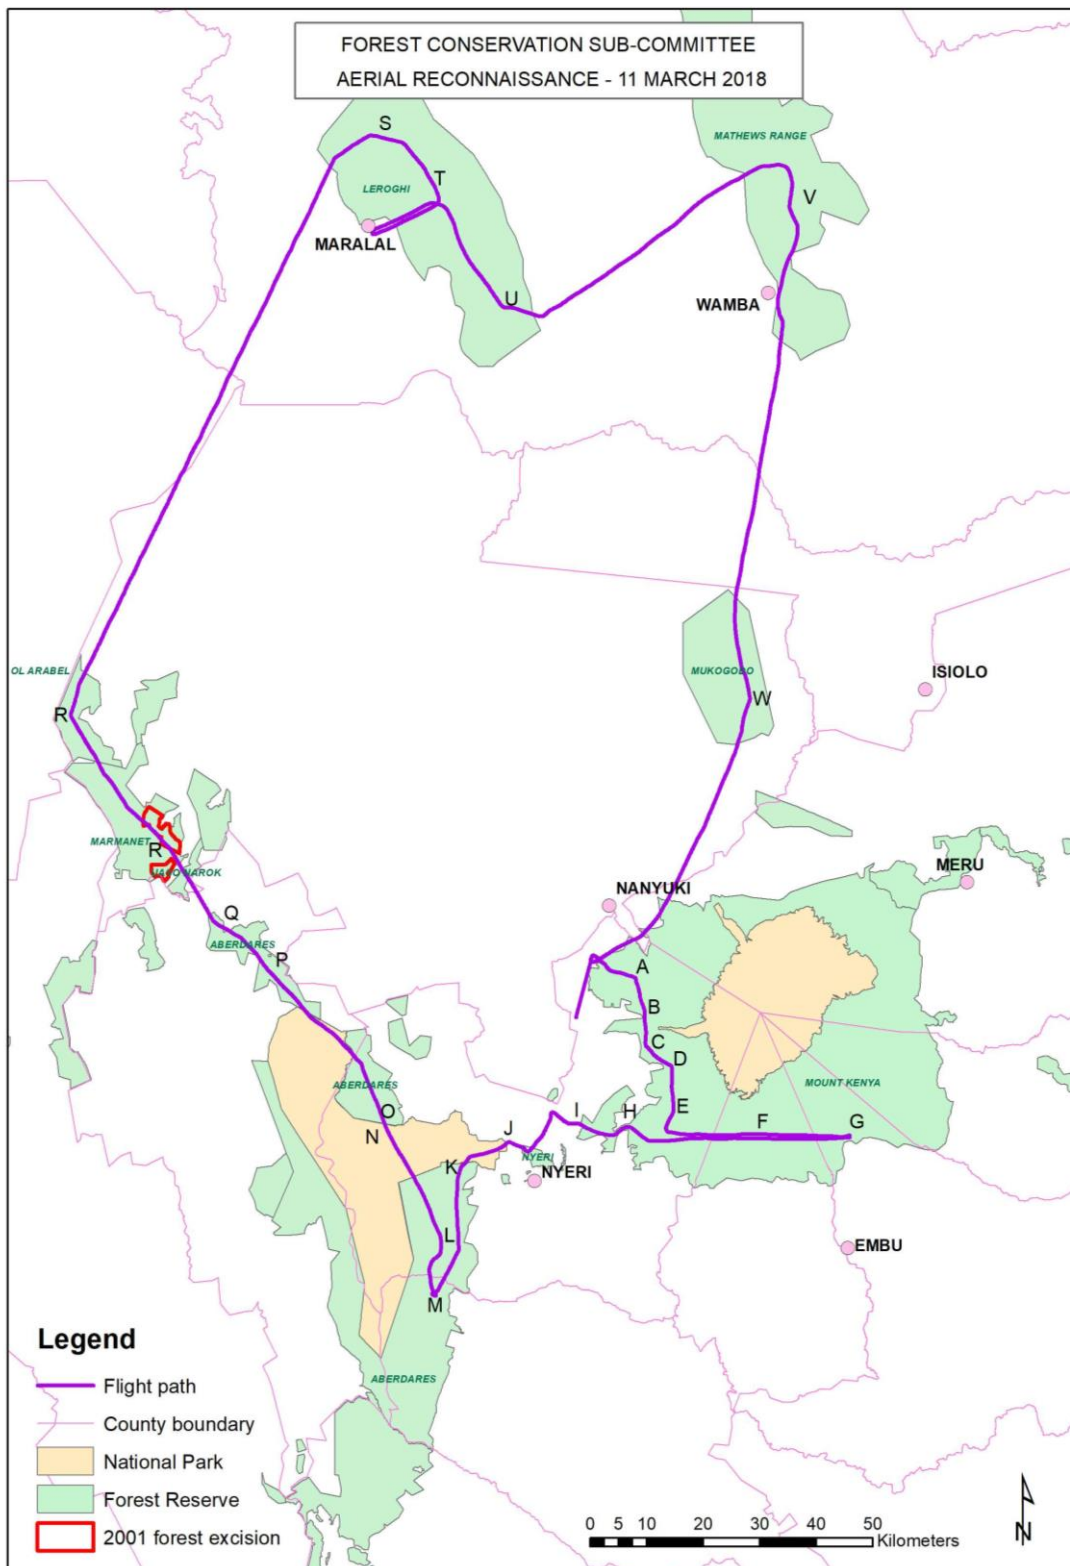 FOREST CONSERVATION SUB-COMMITTEE
AERIAL RECONNAISSANCE - 11 MARCH 2018
S
MATHEWS RANGE
T
LEROGHI
V
MARALAL
U
WAMBA
OL ARABEL
MUKOGODO
ISIOLO
W
R
MARMANET
R
NAROK
MERU
NANYUKI
Q
ABERDARES
P
A
B
C
D
MOUNT KENYA
ABERDARES
O
E
F
G
N
I
H
J
NYERI
K
NYERI
L
EMBU
M
ABERDARES
Legend
Flight path
County boundary
National Park
Forest Reserve
2001 forest excision
0 5 10 20 30 40 50
Kilometers
N